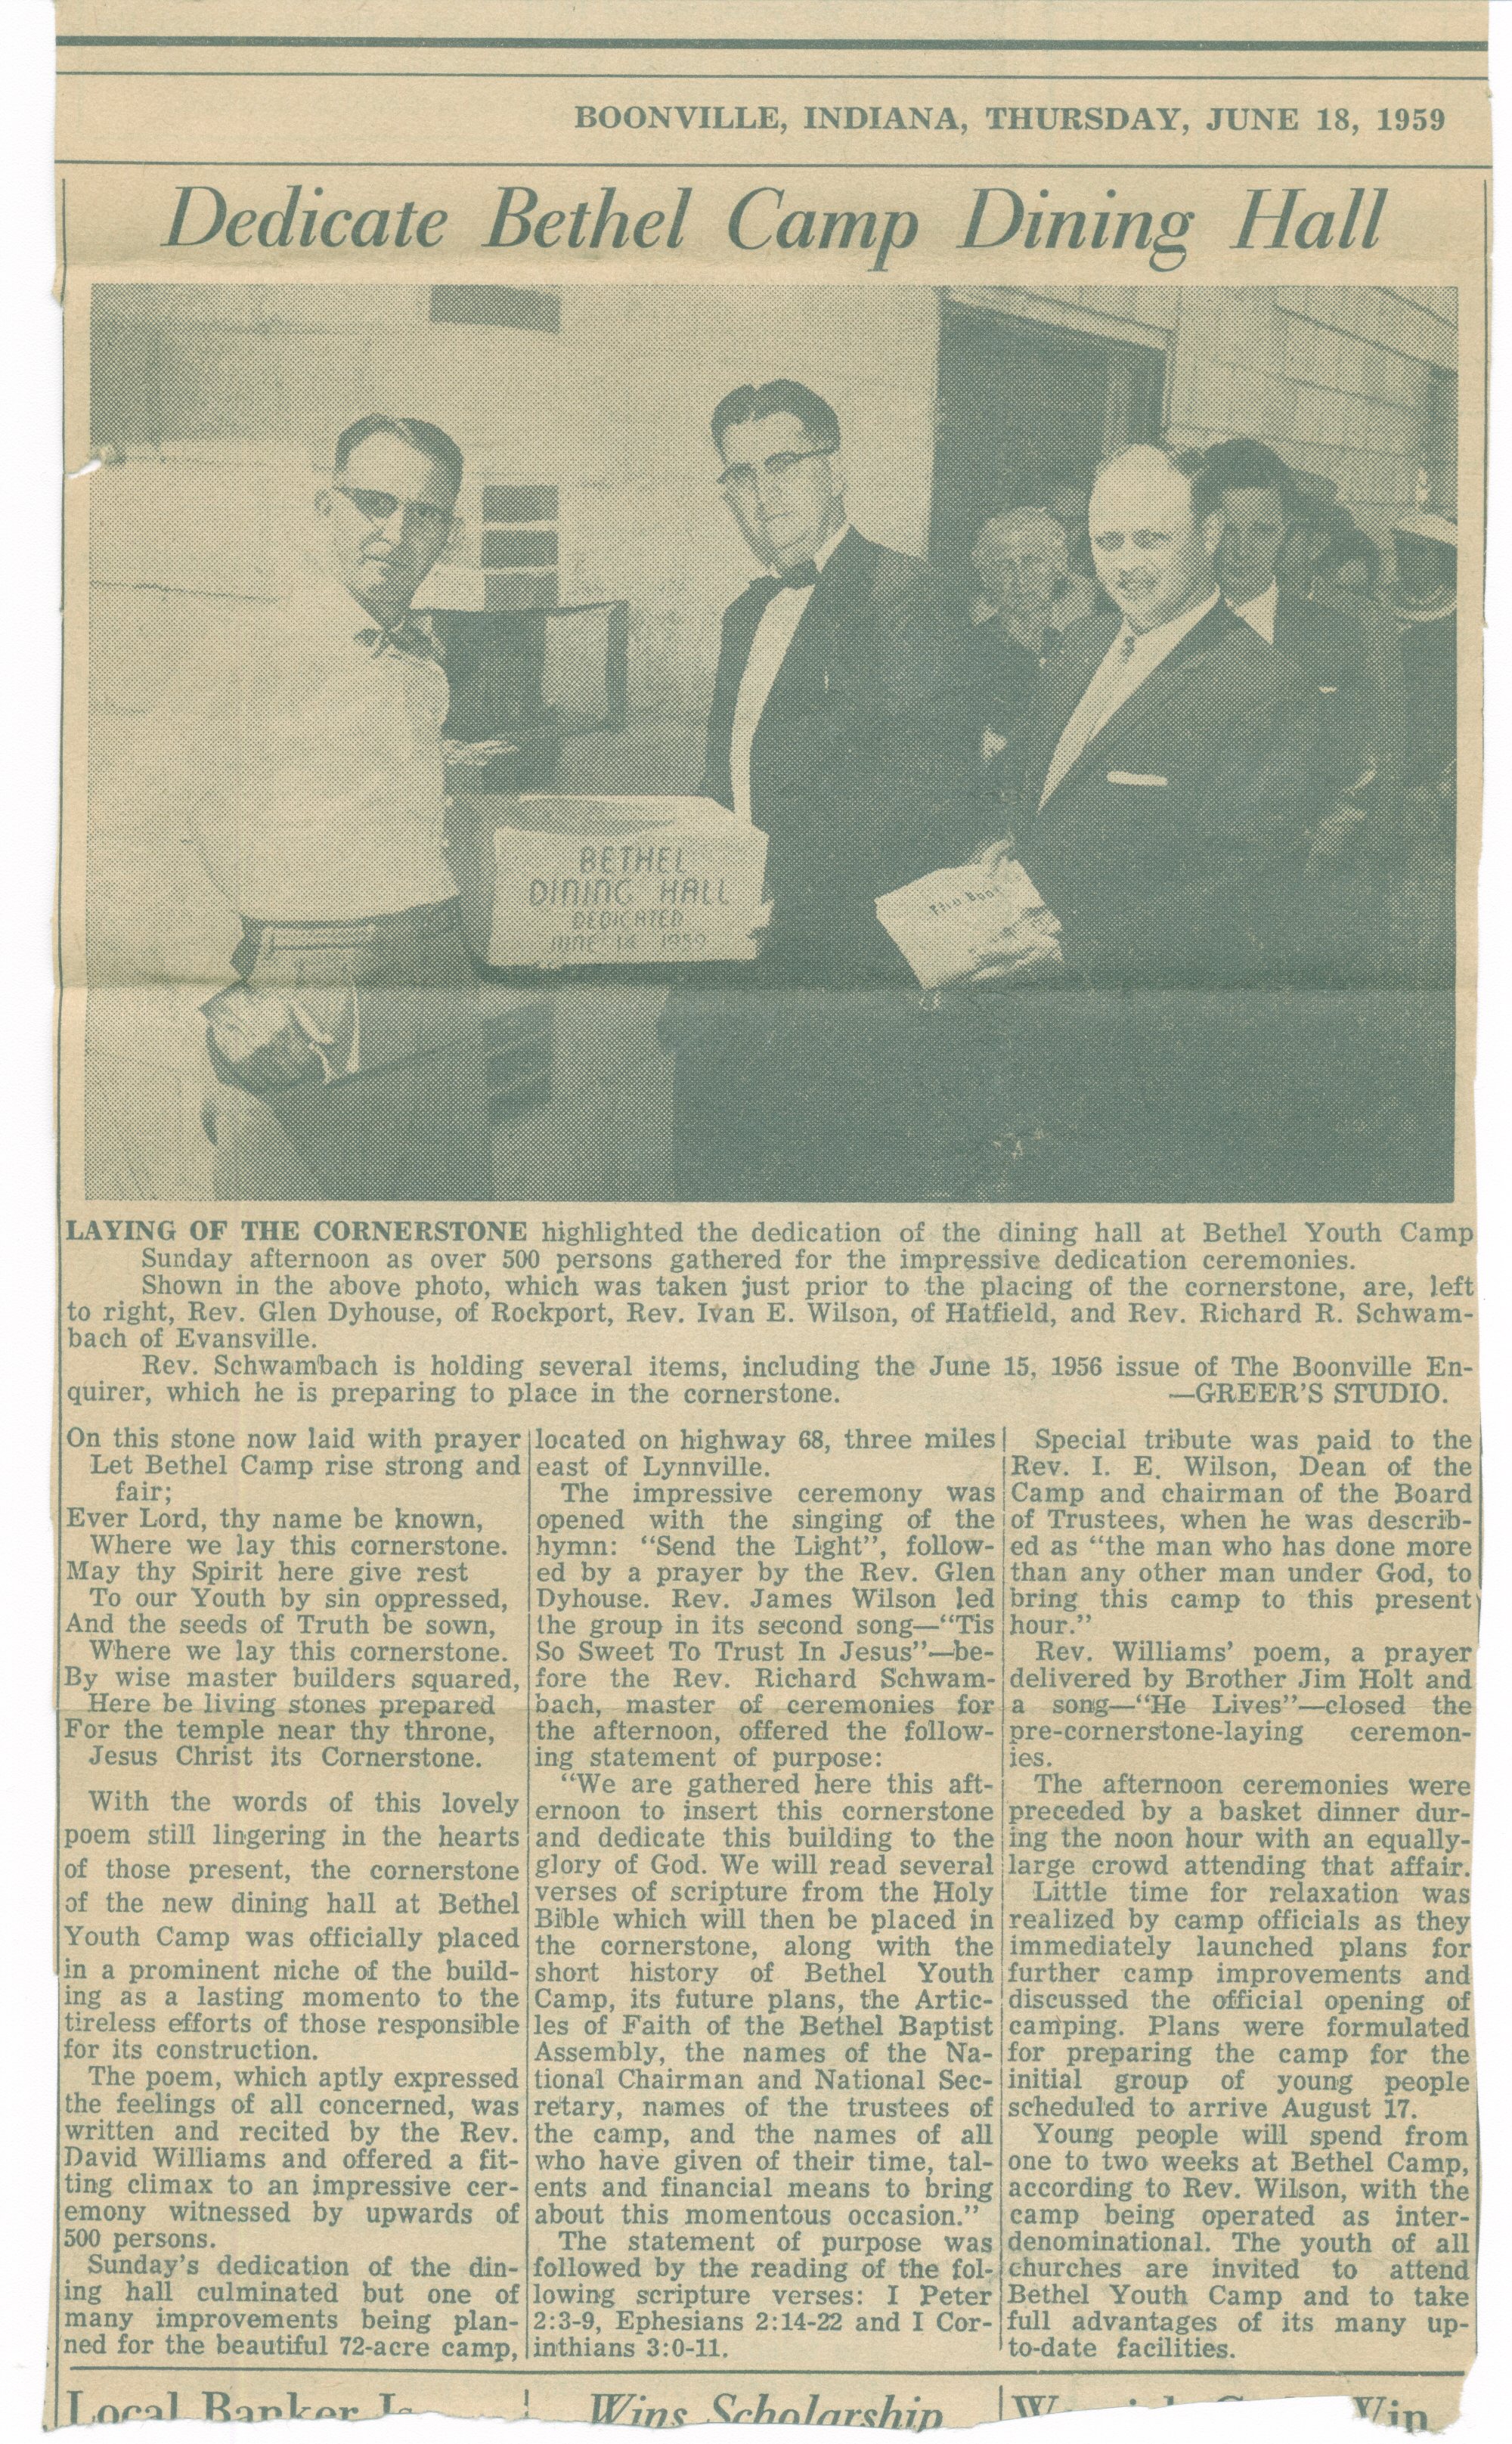 BOONVILLE, INDIANA, THURSDAY, JUNE 18, 1959
Dedicate Bethel Camp Dining Hall
BETHEL
DINING HALL
DEDICATED
JUNE 14 1959
The Boon
LAYING OF THE CORNERSTONE highlighted the dedication of the dining hall at Bethel Youth Camp
Sunday afternoon as over 500 persons gathered for the impressive dedication ceremonies.
Shown in the above photo, which was taken just prior to the placing of the cornerstone, are, left
to right, Rev. Glen Dyhouse, of Rockport, Rev. Ivan E. Wilson, of Hatfield, and Rev. Richard R. Schwam-
bach of Evansville.
Rev. Schwambach is holding several items, including the June 15, 1956 issue of The Boonville En-
quirer, which he is preparing to place in the cornerstone. —GREER'S STUDIO.
On this stone now laid with prayer
Let Bethel Camp rise strong and
fair;
Ever Lord, thy name be known,
Where we lay this cornerstone.
May thy Spirit here give rest
To our Youth by sin oppressed,
And the seeds of Truth be sown,
Where we lay this cornerstone.
By wise master builders squared,
Here be living stones prepared
For the temple near thy throne,
Jesus Christ its Cornerstone.
With the words of this lovely
poem still lingering in the hearts
of those present, the cornerstone
of the new dining hall at Bethel
Youth Camp was officially placed
in a prominent niche of the build-
ing as a lasting momento to the
tireless efforts of those responsible
for its construction.
The poem, which aptly expressed
the feelings of all concerned, was
written and recited by the Rev.
David Williams and offered a fit-
ting climax to an impressive cer-
emony witnessed by upwards of
500 persons.
Sunday's dedication of the din-
ing hall culminated but one of
many improvements being plan-
ned for the beautiful 72-acre camp,
located on highway 68, three miles
east of Lynnville.
The impressive ceremony was
opened with the singing of the
hymn: "Send the Light", follow-
ed by a prayer by the Rev. Glen
Dyhouse. Rev. James Wilson led
the group in its second song—"Tis
So Sweet To Trust In Jesus"—be-
fore the Rev. Richard Schwam-
bach, master of ceremonies for
the afternoon, offered the follow-
ing statement of purpose:
"We are gathered here this aft-
ernoon to insert this cornerstone
and dedicate this building to the
glory of God. We will read several
verses of scripture from the Holy
Bible which will then be placed in
the cornerstone, along with the
short history of Bethel Youth
Camp, its future plans, the Artic-
les of Faith of the Bethel Baptist
Assembly, the names of the Na-
tional Chairman and National Sec-
retary, names of the trustees of
the camp, and the names of all
who have given of their time, tal-
ents and financial means to bring
about this momentous occasion."
The statement of purpose was
followed by the reading of the fol-
lowing scripture verses: I Peter
2:3-9, Ephesians 2:14-22 and I Cor-
inthians 3:0-11.
Special tribute was paid to the
Rev. I. E. Wilson, Dean of the
Camp and chairman of the Board
of Trustees, when he was describ-
ed as "the man who has done more
than any other man under God, to
bring this camp to this present
hour."
Rev. Williams' poem, a prayer
delivered by Brother Jim Holt and
a song—"He Lives"—closed the
pre-cornerstone-laying ceremon-
ies.
The afternoon ceremonies were
preceded by a basket dinner dur-
ing the noon hour with an equally-
large crowd attending that affair.
Little time for relaxation was
realized by camp officials as they
immediately launched plans for
further camp improvements and
discussed the official opening of
camping. Plans were formulated
for preparing the camp for the
initial group of young people
scheduled to arrive August 17.
Young people will spend from
one to two weeks at Bethel Camp,
according to Rev. Wilson, with the
camp being operated as inter-
denominational. The youth of all
churches are invited to attend
Bethel Youth Camp and to take
full advantages of its many up-
to-date facilities.
Local Banker Is
Wins Scholarship
Win